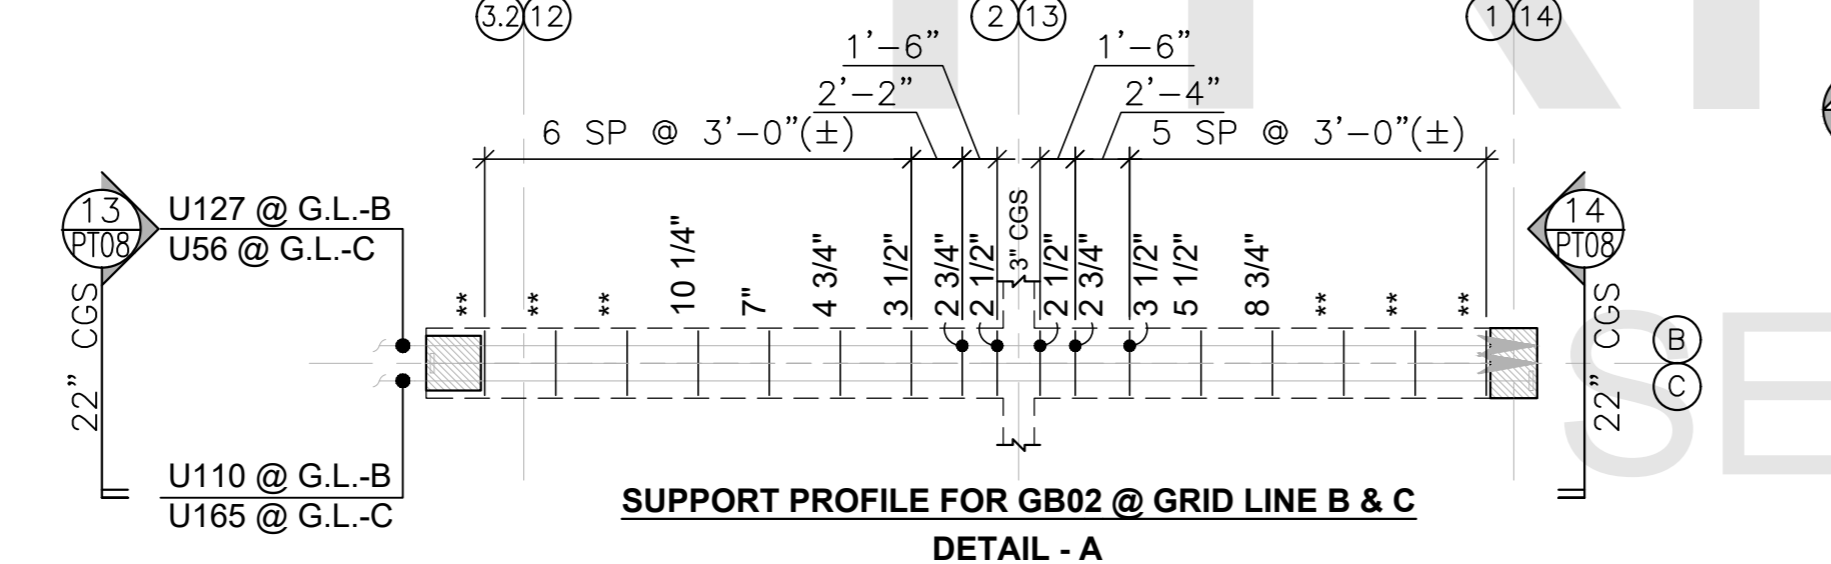 3.2 12
2 13
1 14
1'-6" 1'-6"
2'-2" 2'-4"
6 SP @ 3'-0"(±) 5 SP @ 3'-0"(±)
13
PT08
U127 @ G.L.-B
U56 @ G.L.-C
22" CGS
** ** ** 10 1/4" 7" 4 3/4" 3 1/2" 2 3/4" 2 1/2" 3" CGS 2 1/2" 2 3/4" 3 1/2" 5 1/2" 8 3/4" ** ** **
14
PT08
22" CGS
B
C
U110 @ G.L.-B
U165 @ G.L.-C
SUPPORT PROFILE FOR GB02 @ GRID LINE B & C
DETAIL - A
SE